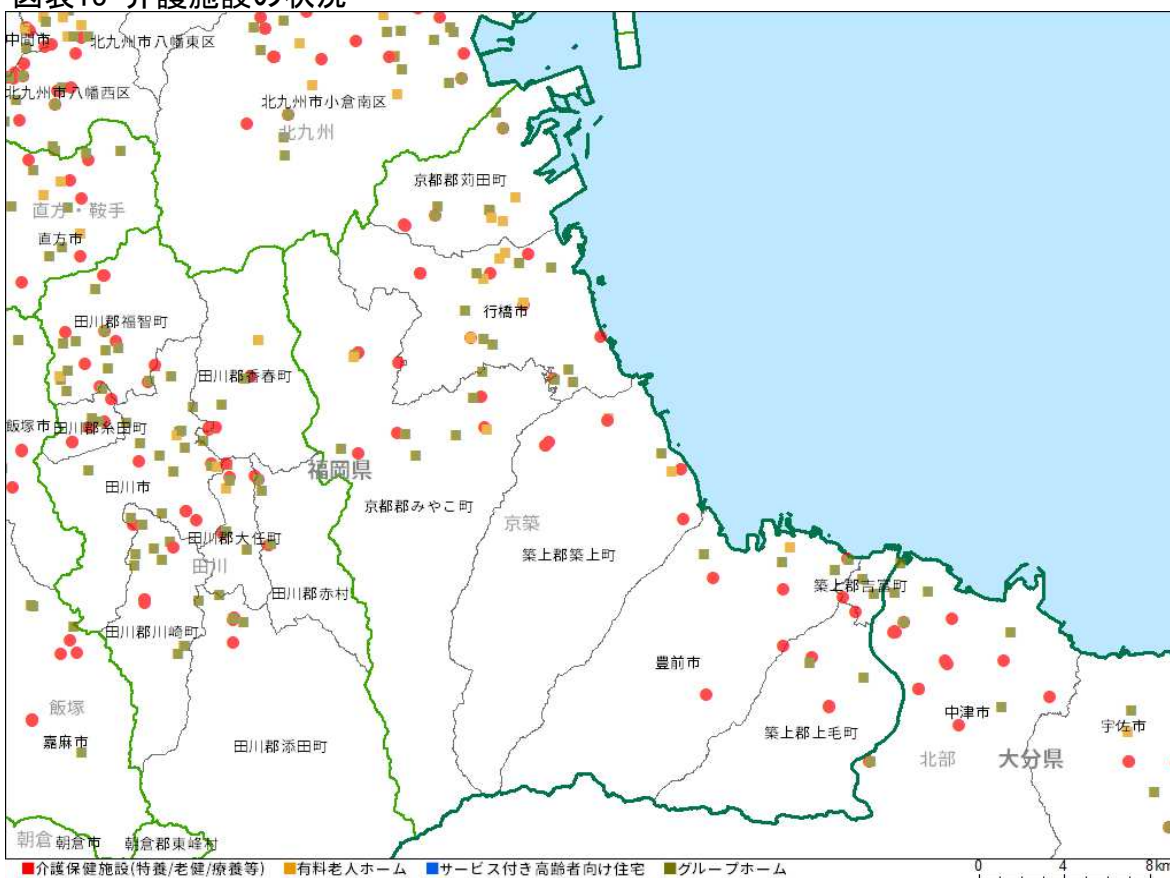 図表10 介護施設の状況
中間市
北九州市八幡東区
北九州市八幡西区
北九州市小倉南区
北九州
京都郡苅田町
直方・鞍手
直方市
行橋市
田川郡福智町
田川郡香春町
飯塚市
田川郡糸田町
福岡県
田川市
京都郡みやこ町
京築
田川郡大任町
築上郡築上町
田川
築上郡吉富町
田川郡赤村
田川郡川崎町
豊前市
飯塚
中津市
宇佐市
嘉麻市
田川郡添田町
築上郡上毛町
北部
大分県
朝倉
朝倉市
朝倉郡東峰村
介護保健施設(特養/老健/療養等)
有料老人ホーム
サービス付き高齢者向け住宅
グループホーム
0 4 8km